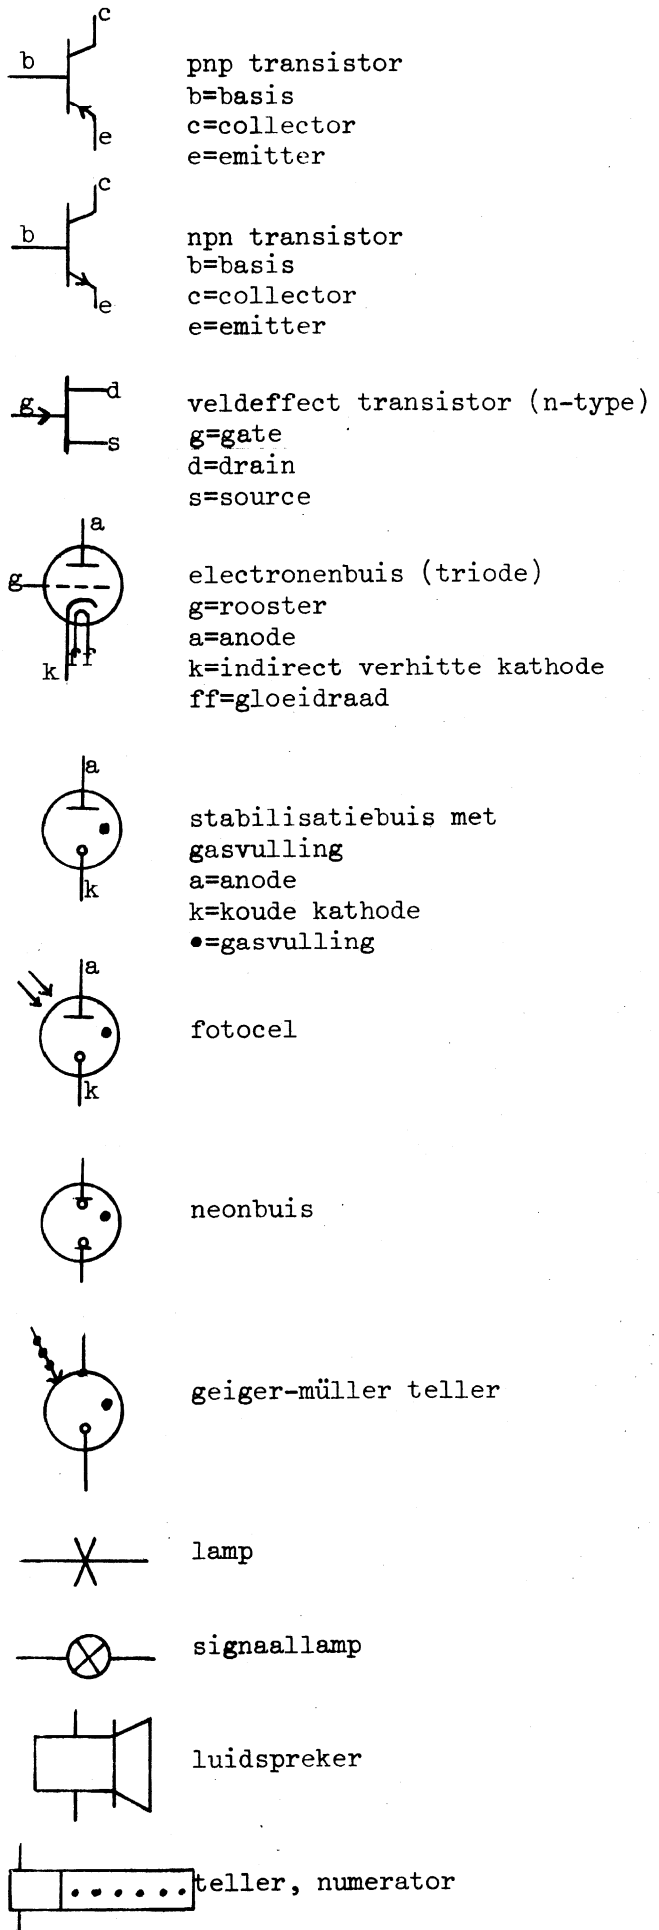 c
b
e
pnp transistor
b=basis
c=collector
e=emitter
c
b
e
npn transistor
b=basis
c=collector
e=emitter
g
d
s
veldeffect transistor (n-type)
g=gate
d=drain
s=source
a
g
k
ff
electronenbuis (triode)
g=rooster
a=anode
k=indirect verhitte kathode
ff=gloeidraad
a
k
stabilisatiebuis met
gasvulling
a=anode
k=koude kathode
●=gasvulling
a
k
fotocel
neonbuis
geiger-müller teller
lamp
signaallamp
luidspreker
teller, numerator